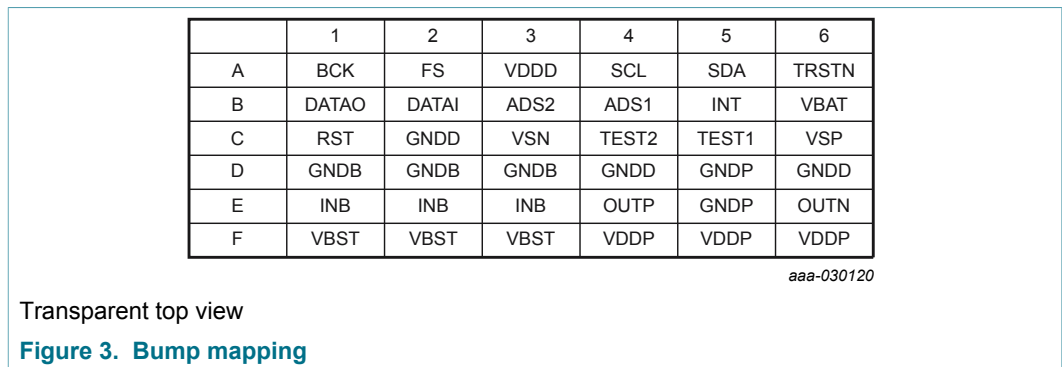 1 2 3 4 5 6
A BCK FS VDDD SCL SDA TRSTN
B DATAO DATAI ADS2 ADS1 INT VBAT
C RST GNDD VSN TEST2 TEST1 VSP
D GNDB GNDB GNDB GNDD GNDP GNDD
E INB INB INB OUTP GNDP OUTN
F VBST VBST VBST VDDP VDDP VDDP
aaa-030120
Transparent top view
Figure 3. Bump mapping